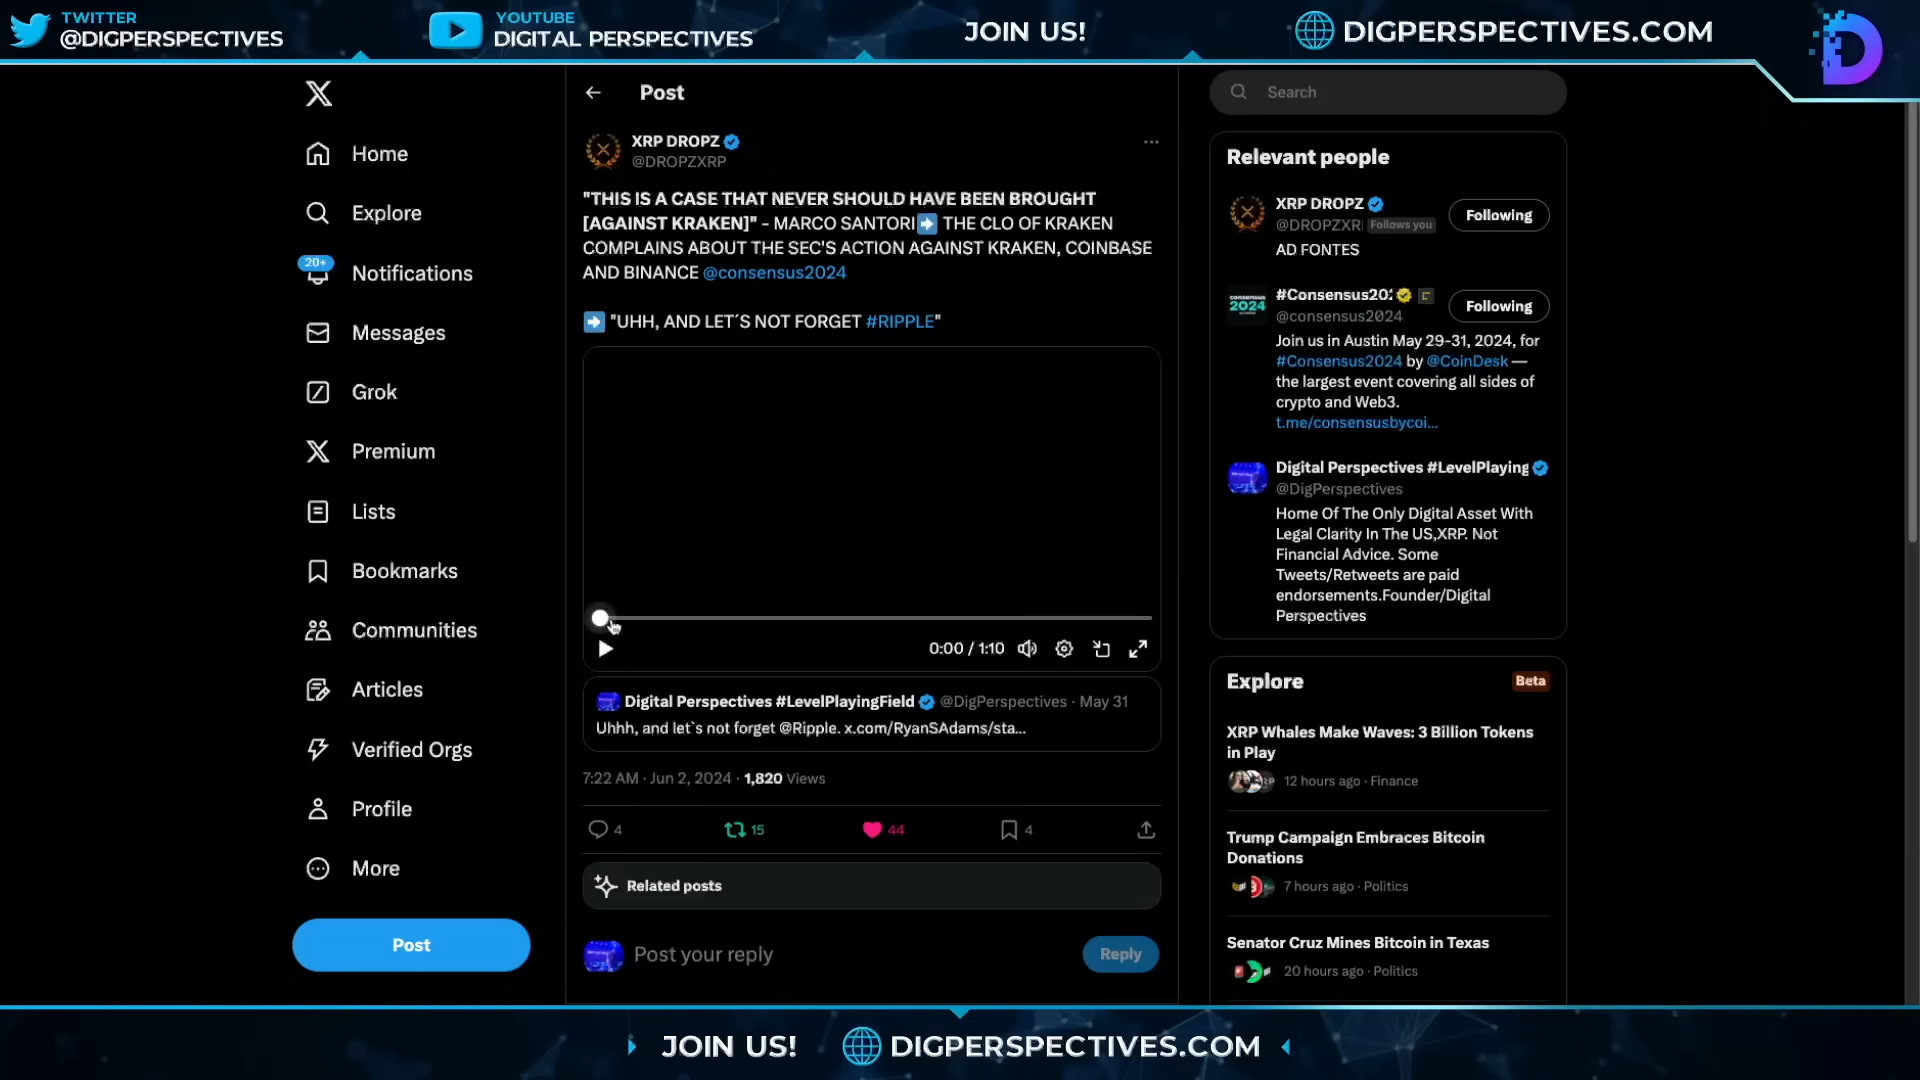 TWITTER
@DIGPERSPECTIVES
YOUTUBE
DIGITAL PERSPECTIVES
JOIN US!
DIGPERSPECTIVES.COM
Home
Explore
20+
Notifications
Messages
Grok
Premium
Lists
Bookmarks
Communities
Articles
Verified Orgs
Profile
More
Post
Post
XRP DROPZ
@DROPZXRP
"THIS IS A CASE THAT NEVER SHOULD HAVE BEEN BROUGHT
[AGAINST KRAKEN]" - MARCO SANTORI➡️ THE CLO OF KRAKEN
COMPLAINS ABOUT THE SEC'S ACTION AGAINST KRAKEN, COINBASE
AND BINANCE @consensus2024
➡️ "UHH, AND LET´S NOT FORGET #RIPPLE"
0:00 / 1:10
Digital Perspectives #LevelPlayingField @DigPerspectives · May 31
Uhhh, and let`s not forget @Ripple. x.com/RyanSAdams/sta...
7:22 AM · Jun 2, 2024 · 1,820 Views
4 15 44 4
Related posts
Post your reply
Reply
Search
Relevant people
XRP DROPZ
@DROPZXR Follows you
Following
AD FONTES
consensus
2024
#Consensus202
@consensus2024
Following
Join us in Austin May 29-31, 2024, for
#Consensus2024 by @CoinDesk —
the largest event covering all sides of
crypto and Web3.
t.me/consensusbycoi...
Digital Perspectives #LevelPlaying
@DigPerspectives
Home Of The Only Digital Asset With
Legal Clarity In The US,XRP. Not
Financial Advice. Some
Tweets/Retweets are paid
endorsements.Founder/Digital
Perspectives
Explore
Beta
XRP Whales Make Waves: 3 Billion Tokens
in Play
12 hours ago · Finance
Trump Campaign Embraces Bitcoin
Donations
7 hours ago · Politics
Senator Cruz Mines Bitcoin in Texas
20 hours ago · Politics
JOIN US!
DIGPERSPECTIVES.COM